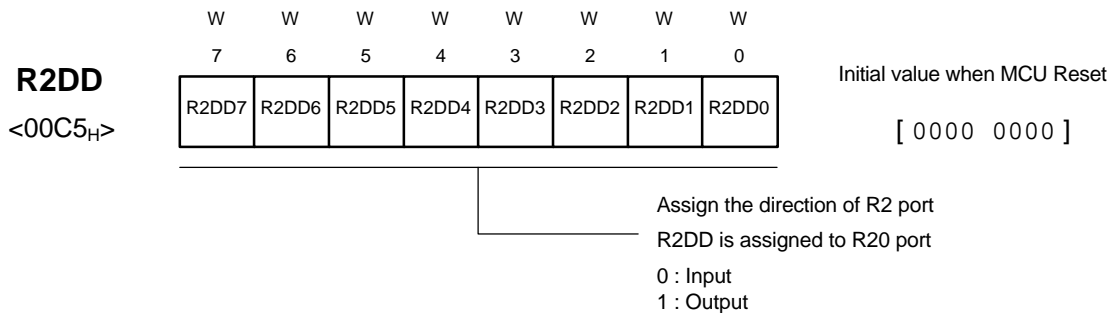 W W W W W W W W
7 6 5 4 3 2 1 0
R2DD
<00C5H>
R2DD7 R2DD6 R2DD5 R2DD4 R2DD3 R2DD2 R2DD1 R2DD0
Initial value when MCU Reset
[ 0000 0000 ]
Assign the direction of R2 port
R2DD is assigned to R20 port
0 : Input
1 : Output